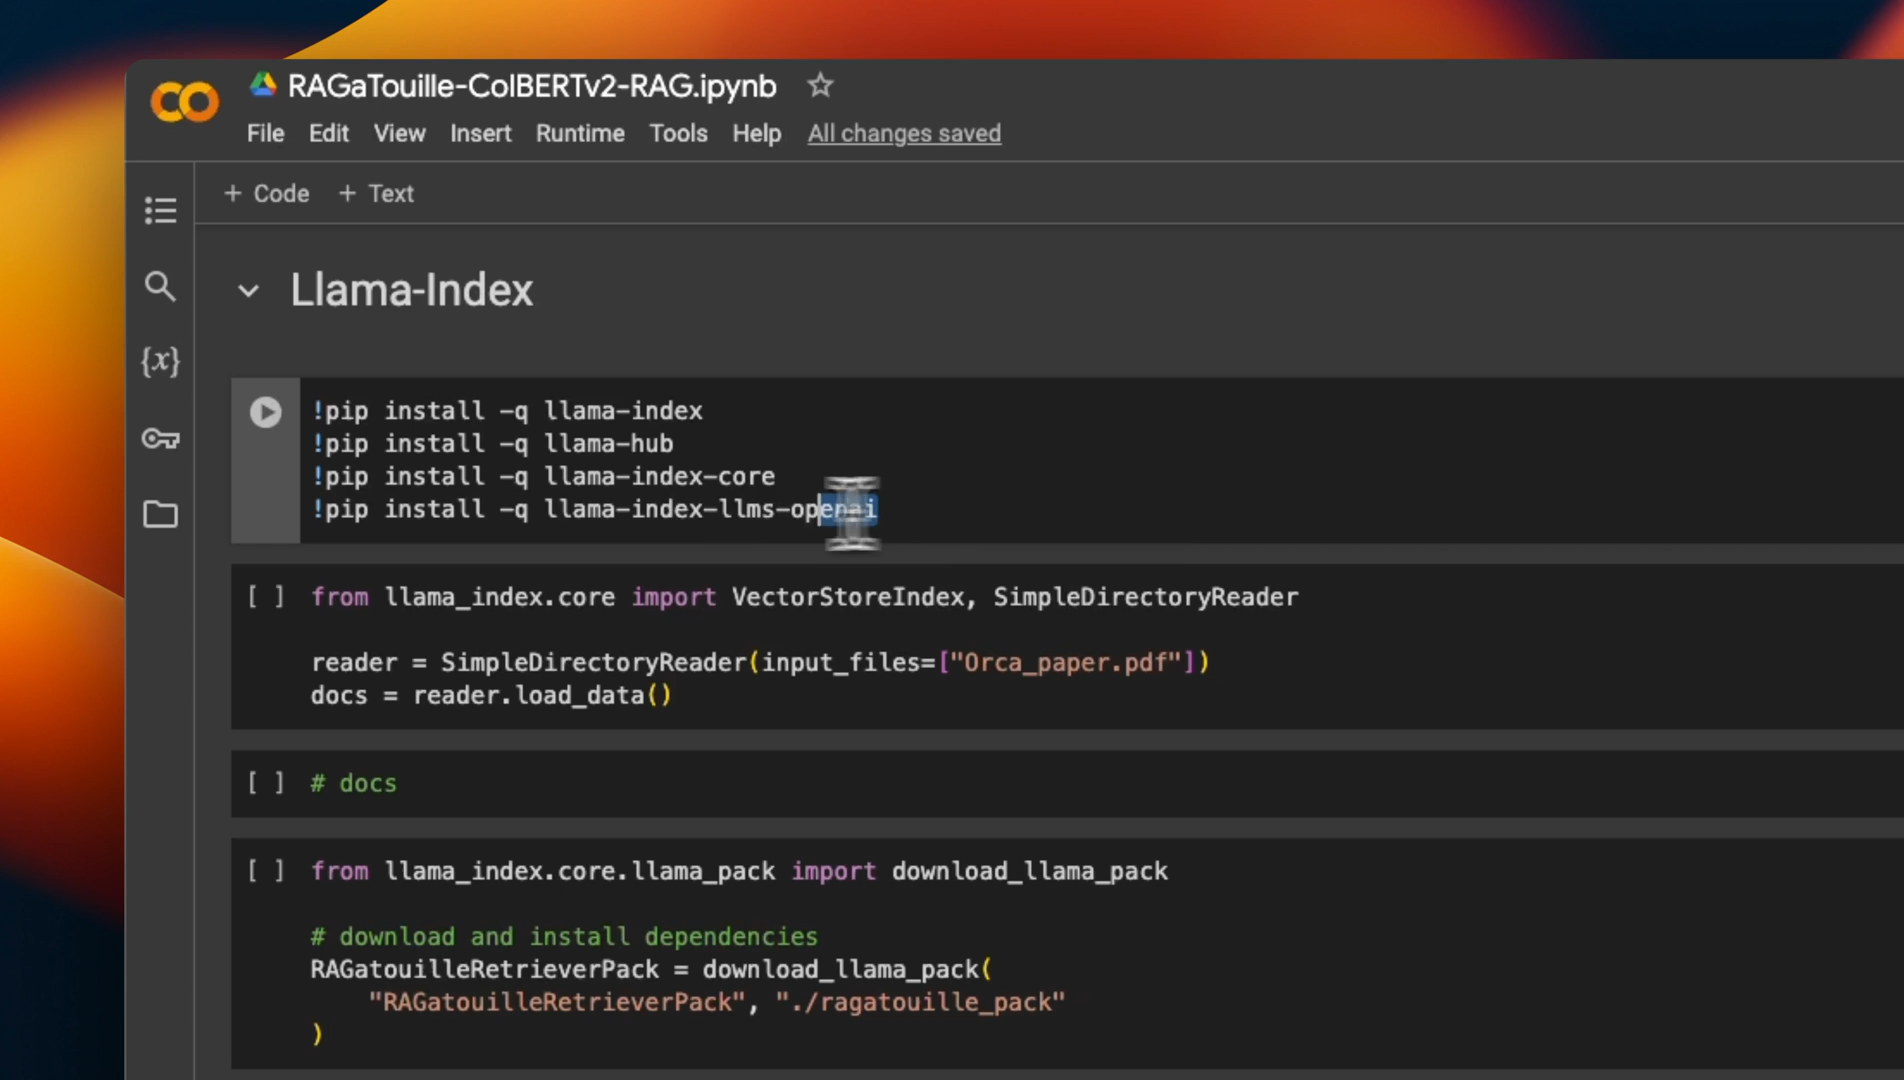 RAGaTouille-ColBERTv2-RAG.ipynb
File Edit View Insert Runtime Tools Help All changes saved
+ Code + Text
Llama-Index
!pip install -q llama-index
!pip install -q llama-hub
!pip install -q llama-index-core
!pip install -q llama-index-llms-openai
[ ] from llama_index.core import VectorStoreIndex, SimpleDirectoryReader
reader = SimpleDirectoryReader(input_files=["Orca_paper.pdf"])
docs = reader.load_data()
[ ] # docs
[ ] from llama_index.core.llama_pack import download_llama_pack
# download and install dependencies
RAGatouilleRetrieverPack = download_llama_pack(
"RAGatouilleRetrieverPack", "./ragatouille_pack"
)